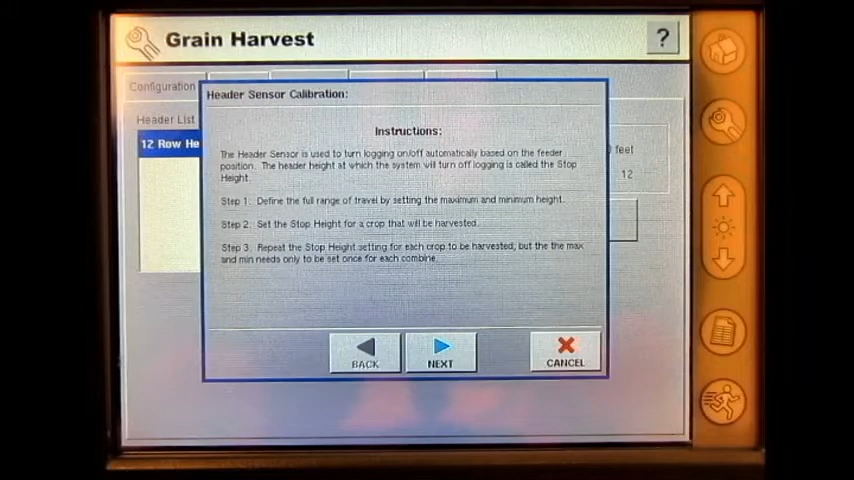 Grain Harvest
?
Configuration
Header Sensor Calibration:
Header List
12 Row He
Instructions:
The Header Sensor is used to turn logging on/off automatically based on the feeder
position. The header height at which the system will turn off logging is called the Stop
Height.
feet
12
Step 1: Define the full range of travel by setting the maximum and minimum height.
Step 2: Set the Stop Height for a crop that will be harvested.
Step 3: Repeat the Stop Height setting for each crop to be harvested, but the the max
and min needs only to be set once for each combine.
BACK
NEXT
CANCEL